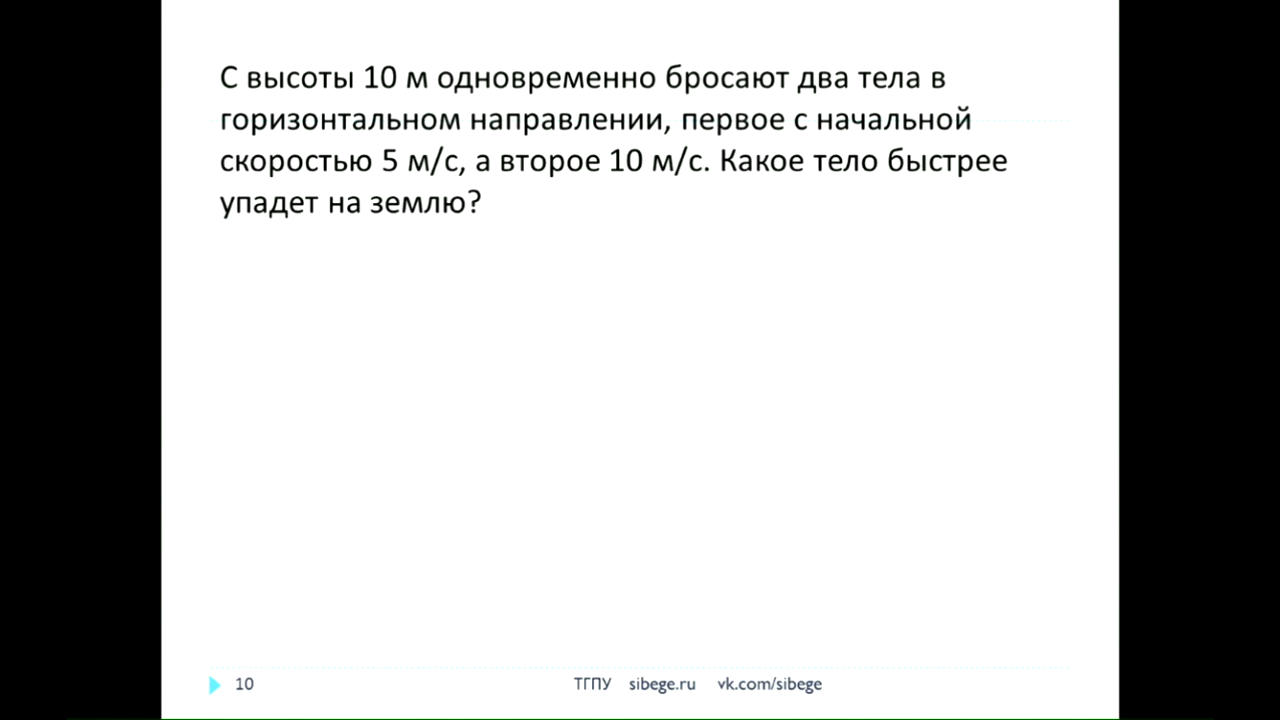 С высоты 10 м одновременно бросают два тела в
горизонтальном направлении, первое с начальной
скоростью 5 м/с, а второе 10 м/с. Какое тело быстрее
упадет на землю?
10 ТГПУ sibege.ru vk.com/sibege